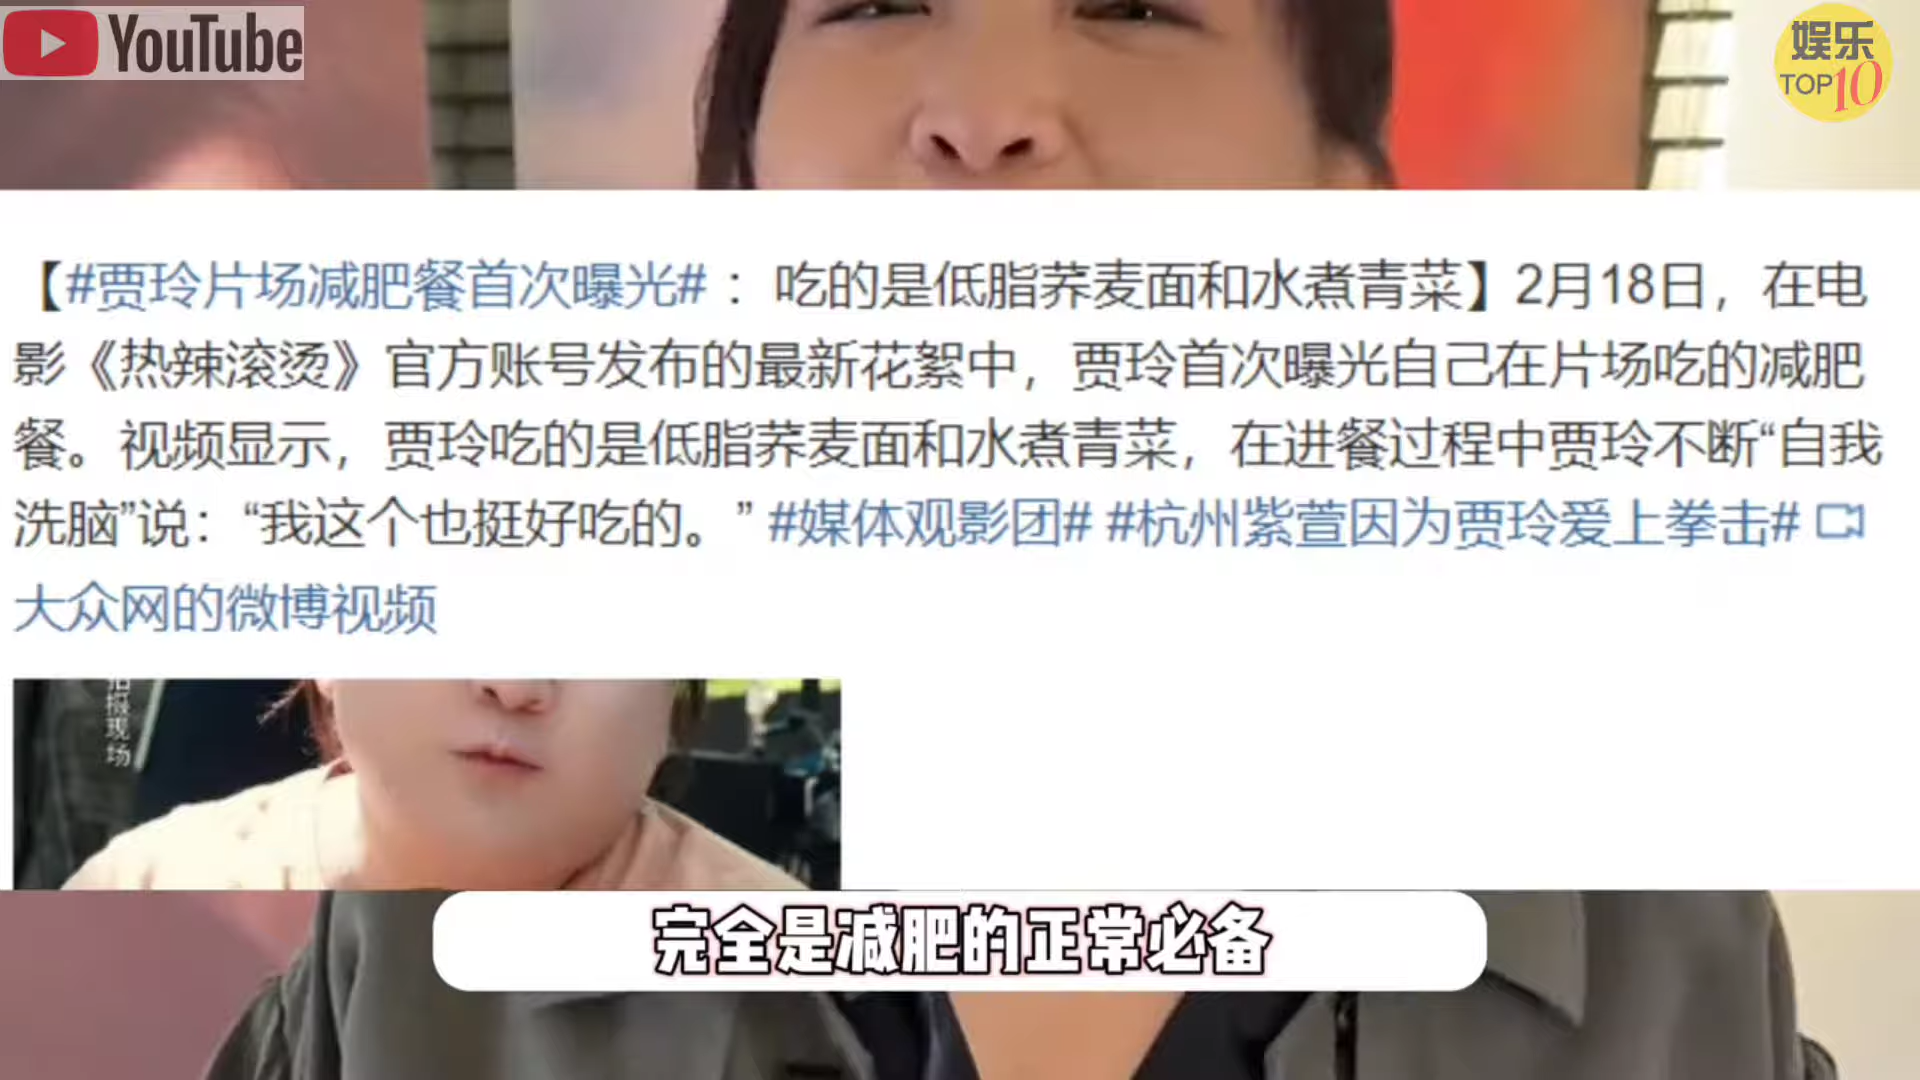 YouTube
娱乐
TOP10
【#贾玲片场减肥餐首次曝光#：吃的是低脂荞麦面和水煮青菜】2月18日，在电
影《热辣滚烫》官方账号发布的最新花絮中，贾玲首次曝光自己在片场吃的减肥
餐。视频显示，贾玲吃的是低脂荞麦面和水煮青菜，在进餐过程中贾玲不断“自我
洗脑”说：“我这个也挺好吃的。” #媒体观影团# #杭州紫萱因为贾玲爱上拳击#
大众网的微博视频
拍摄现场
完全是减肥的正常必备